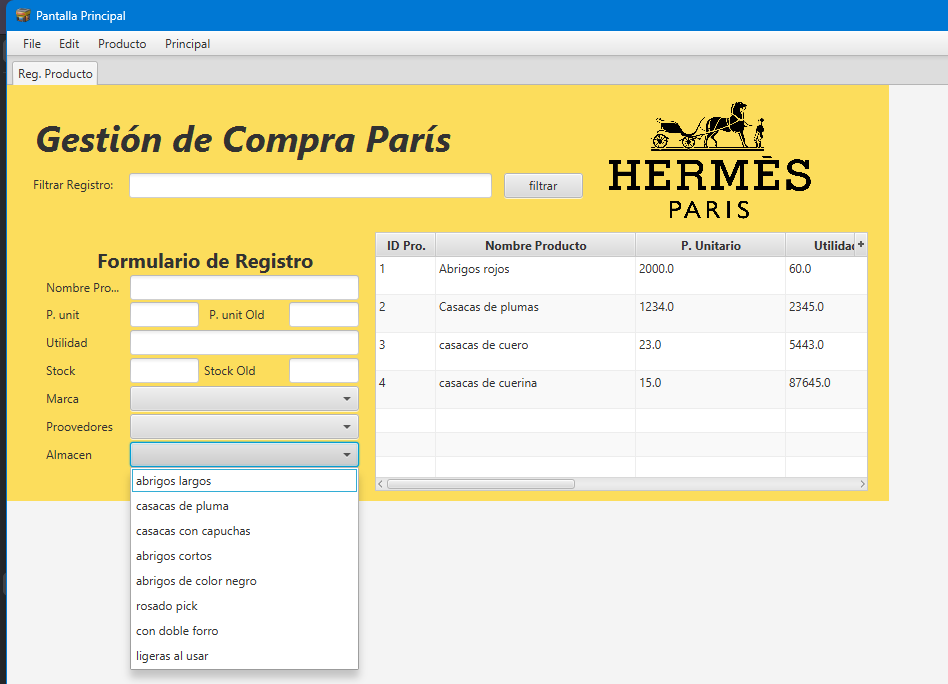 Pantalla Principal
File Edit Producto Principal
Reg. Producto
Gestión de Compra París
HERMÈS
PARIS
Filtrar Registro: filtrar
Formulario de Registro
Nombre Pro...
P. unit P. unit Old
Utilidad
Stock Stock Old
Marca
Proovedores
Almacen
abrigos largos
casacas de pluma
casacas con capuchas
abrigos cortos
abrigos de color negro
rosado pick
con doble forro
ligeras al usar
ID Pro. Nombre Producto P. Unitario Utilidad +
1 Abrigos rojos 2000.0 60.0
2 Casacas de plumas 1234.0 2345.0
3 casacas de cuero 23.0 5443.0
4 casacas de cuerina 15.0 87645.0